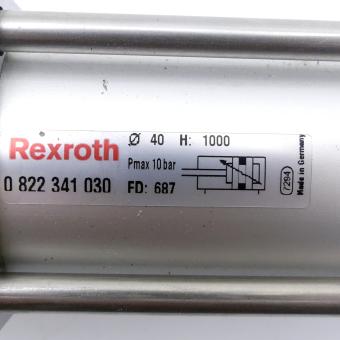 Rexroth
0 822 341 030
Ø 40 H: 1000
Pmax 10 bar
FD: 687
7294
Made in Germany